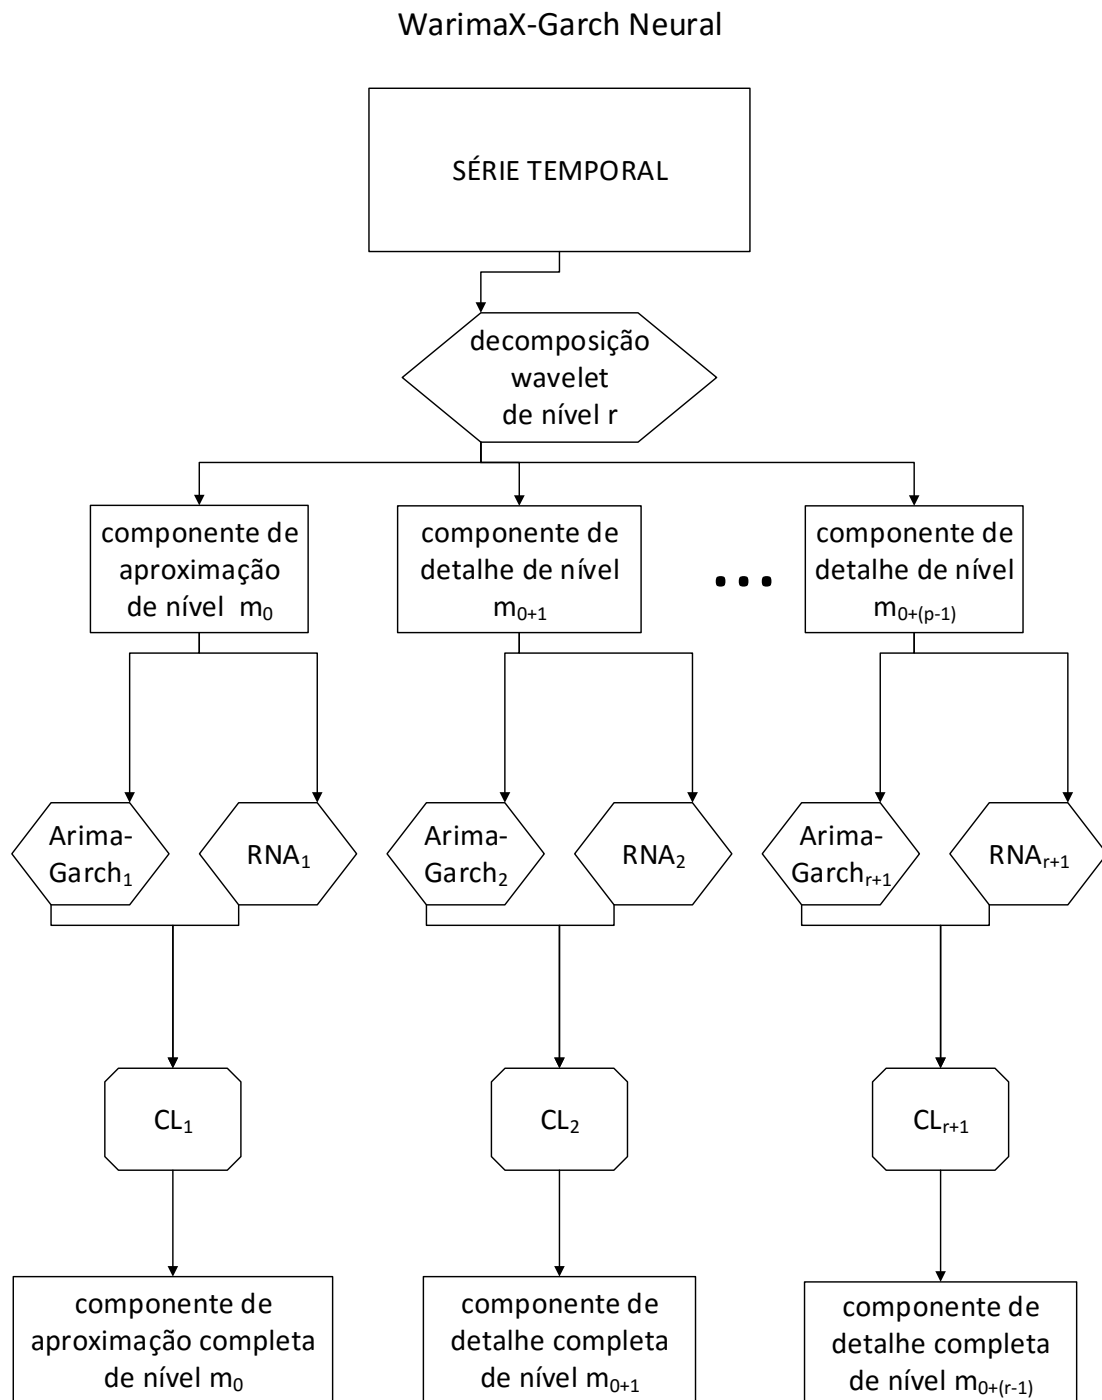 WarimaX-Garch Neural
SÉRIE TEMPORAL
decomposição
wavelet
de nível r
componente de
aproximação
de nível m₀
componente de
detalhe de nível
m₀₊₁
...
componente de
detalhe de nível
m₀₊₍ₚ₋₁₎
Arima-
Garch₁
RNA₁
Arima-
Garch₂
RNA₂
Arima-
Garchᵣ₊₁
RNAᵣ₊₁
CL₁
CL₂
CLᵣ₊₁
componente de
aproximação completa
de nível m₀
componente de
detalhe completa
de nível m₀₊₁
componente de
detalhe completa
de nível m₀₊₍ᵣ₋₁₎